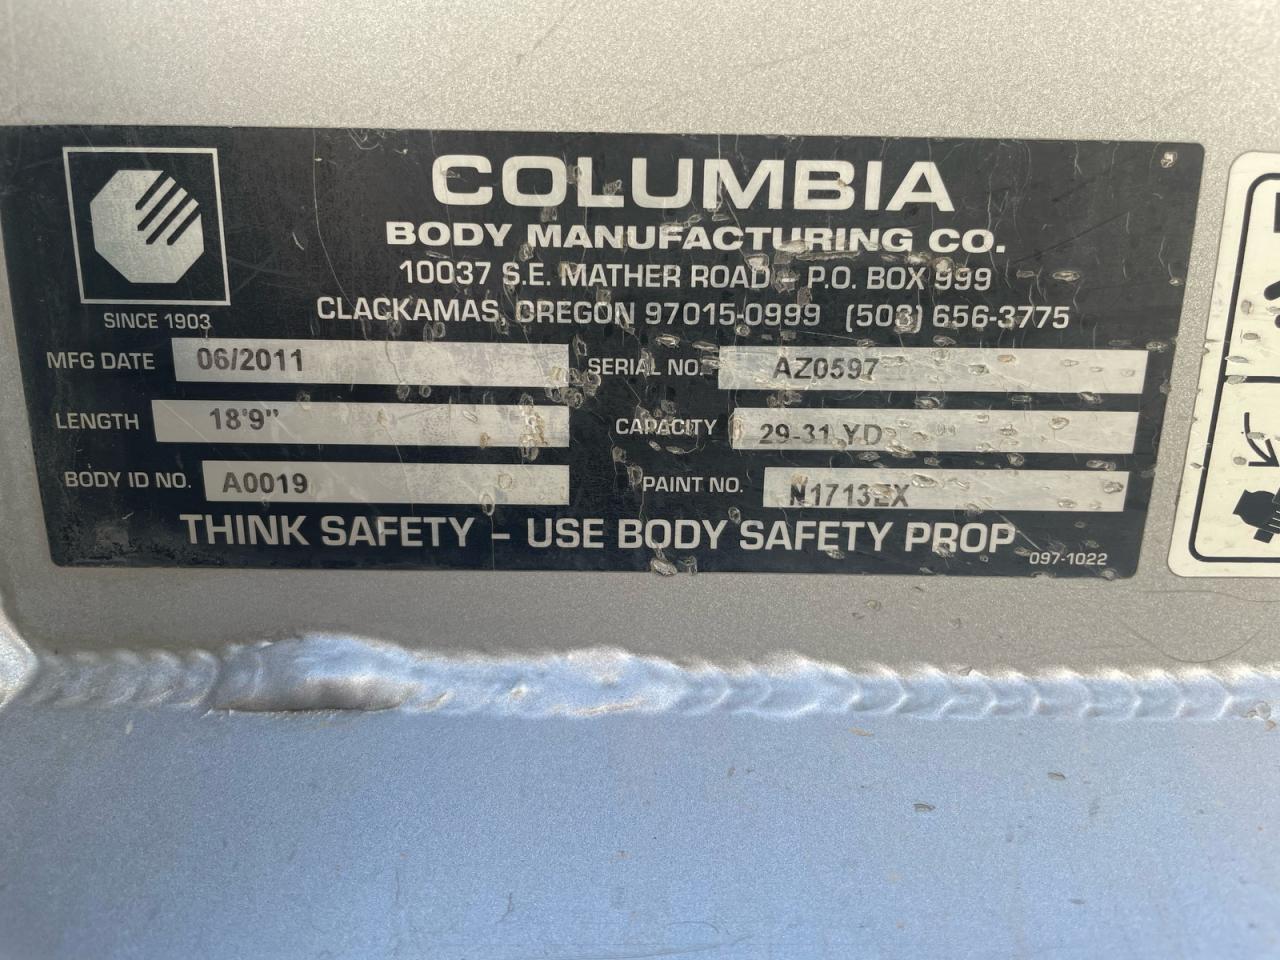 COLUMBIA
BODY MANUFACTURING CO.
10037 S.E. MATHER ROAD - P.O. BOX 999
CLACKAMAS, OREGON 97015-0999 (503) 656-3775
SINCE 1903
MFG DATE 06/2011 SERIAL NO. AZ0597
LENGTH 18'9" CAPACITY 29-31 YD
BODY ID NO. A0019 PAINT NO. N1713EX
THINK SAFETY – USE BODY SAFETY PROP
097-1022